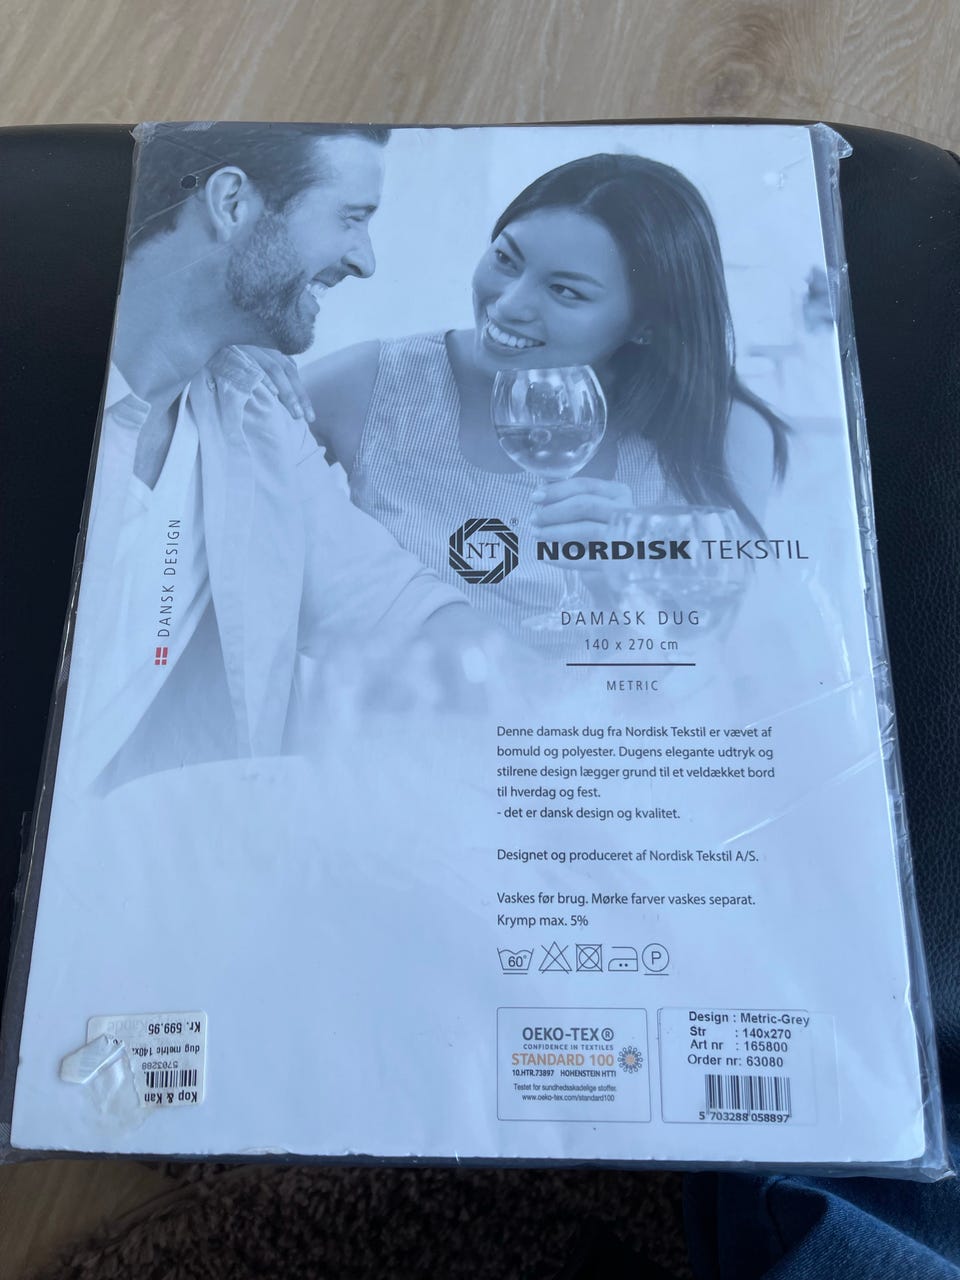 DANSK DESIGN
NT ®
NORDISK TEKSTIL
DAMASK DUG
140 x 270 cm
METRIC
Denne damask dug fra Nordisk Tekstil er vævet af
bomuld og polyester. Dugens elegante udtryk og
stilrene design lægger grund til et veldækket bord
til hverdag og fest.
- det er dansk design og kvalitet.
Designet og produceret af Nordisk Tekstil A/S.
Vaskes før brug. Mørke farver vaskes separat.
Krymp max. 5%
60° P
OEKO-TEX®
CONFIDENCE IN TEXTILES
STANDARD 100
10.HTR.73897 HOHENSTEIN HTTI
Testet for sundhedsskadelige stoffer.
www.oeko-tex.com/standard100
Design : Metric-Grey
Str : 140x270
Art nr : 165800
Order nr: 63080
5 703288 058897
Kop & Kan
5703288
dug metric 140x
Kr. 599,95